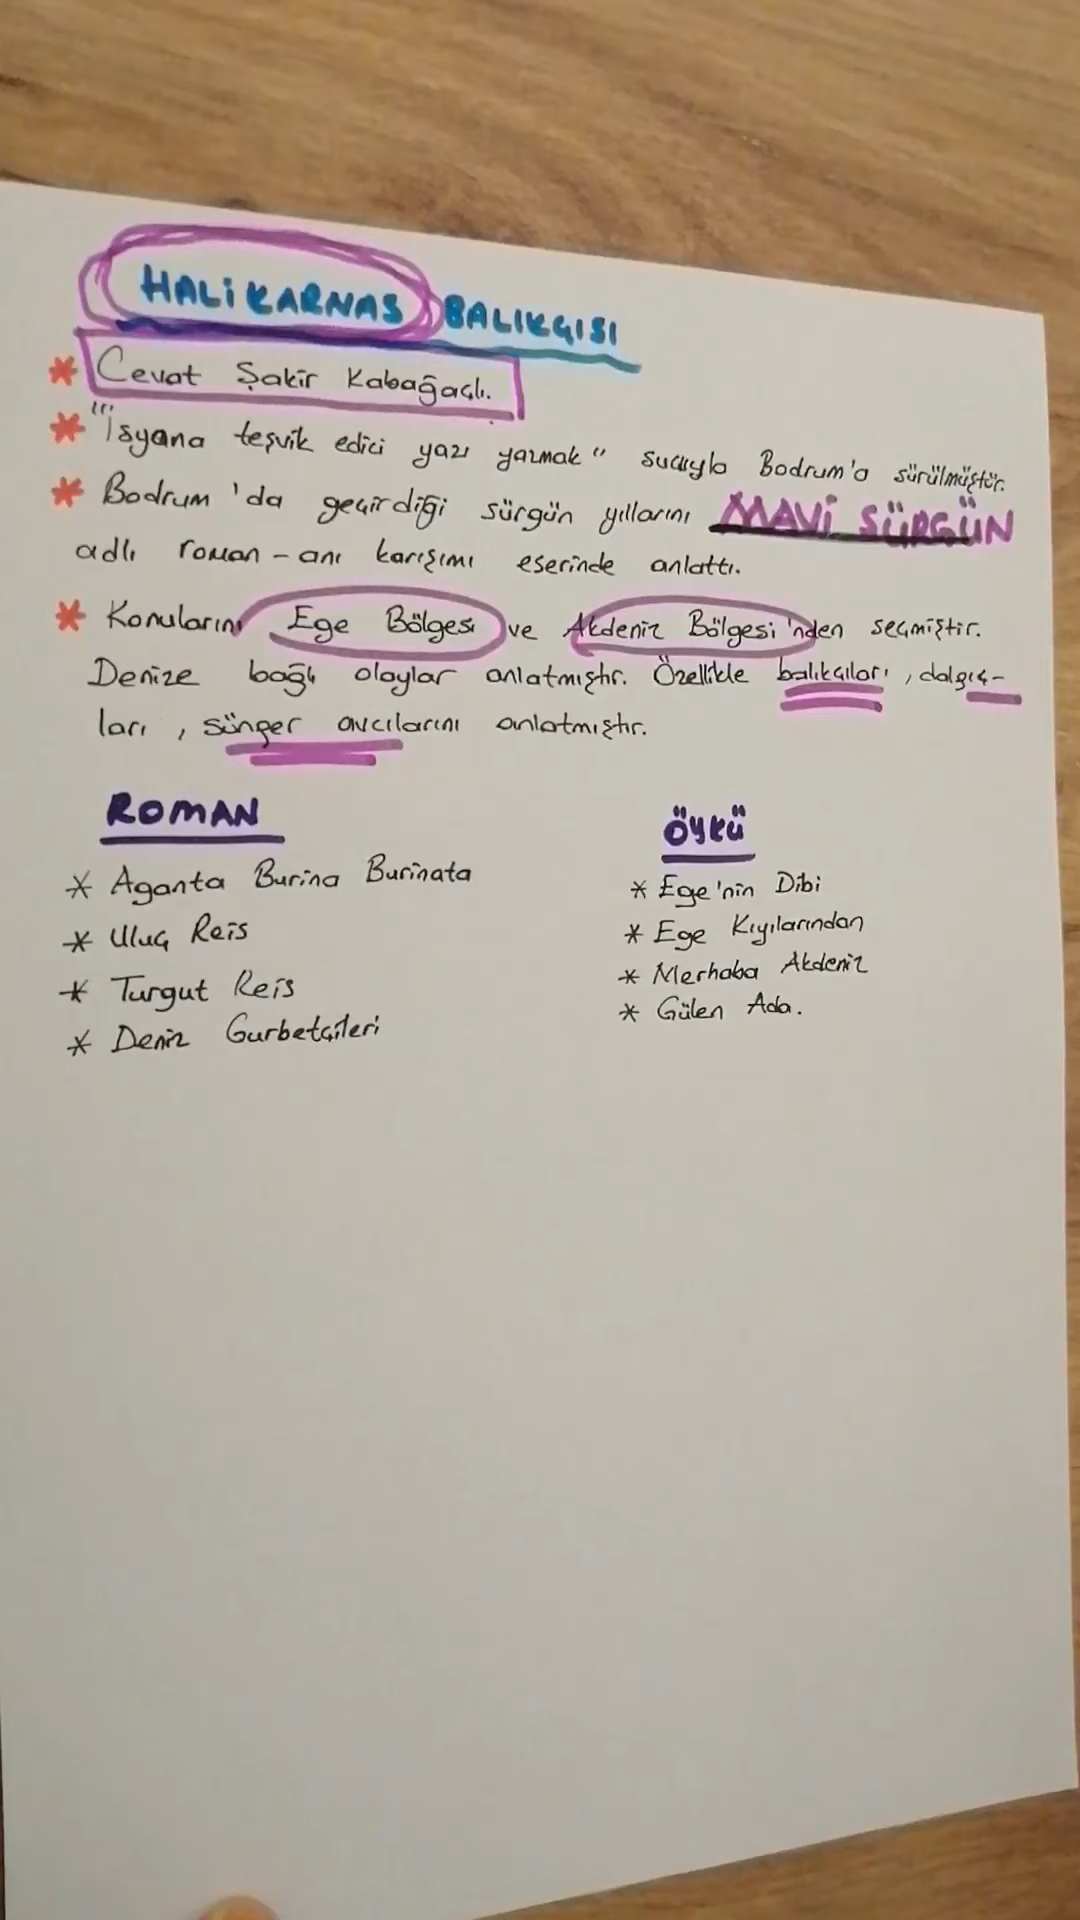 HALİKARNAS BALIKÇISI
* Cevat Şakir Kabağaçlı.
* "İsyana teşvik edici yazı yazmak" suçuyla Bodrum'a sürülmüştür.
* Bodrum'da geçirdiği sürgün yıllarını MAVİ SÜRGÜN
adlı roman-anı karışımı eserinde anlattı.
* Konularını Ege Bölgesi ve Akdeniz Bölgesi'nden seçmiştir.
Denize bağlı olaylar anlatmıştır. Özellikle balıkçıları, dalgıç-
ları, sünger avcılarını anlatmıştır.
ROMAN
* Aganta Burina Burinata
* Uluç Reis
* Turgut Reis
* Deniz Gurbetçileri
ÖYKÜ
* Ege'nin Dibi
* Ege Kıyılarından
* Merhaba Akdeniz
* Gülen Ada.